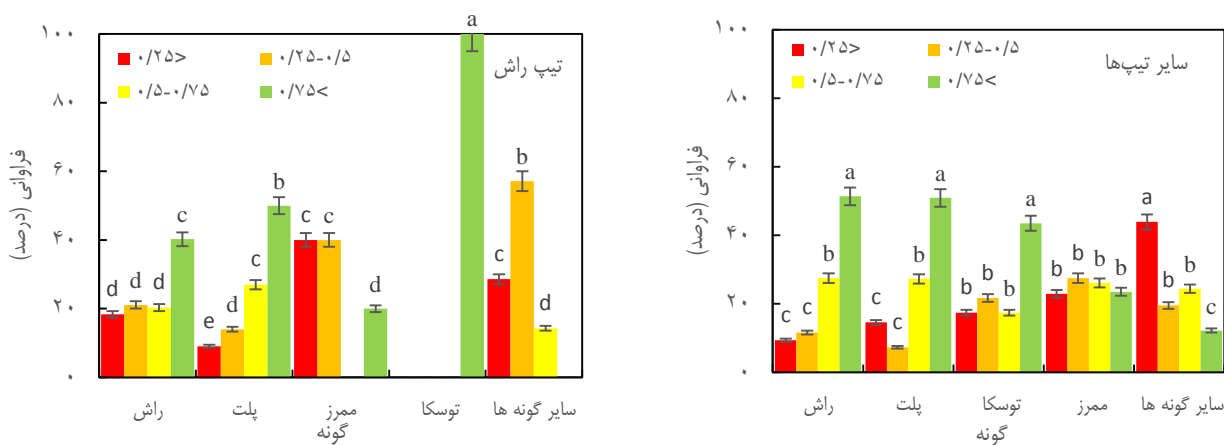 ۱۰۰
۸۰
۶۰
۴۰
۲۰
۰
فراوانی (درصد)
۰/۲۵>
۰/۲۵-۰/۵
۰/۵-۰/۷۵
۰/۷۵<
تیپ راش
d d d c
e d c b
c c d
a
c b d
راش پلت ممرز توسکا سایر گونه ها
گونه
۱۰۰
۸۰
۶۰
۴۰
۲۰
۰
فراوانی (درصد)
۰/۲۵>
۰/۲۵-۰/۵
۰/۵-۰/۷۵
۰/۷۵<
سایر تیپ‌ها
c c b a
c c b a
b b b a
b b b b
a b b c
راش پلت توسکا ممرز سایر گونه ها
گونه